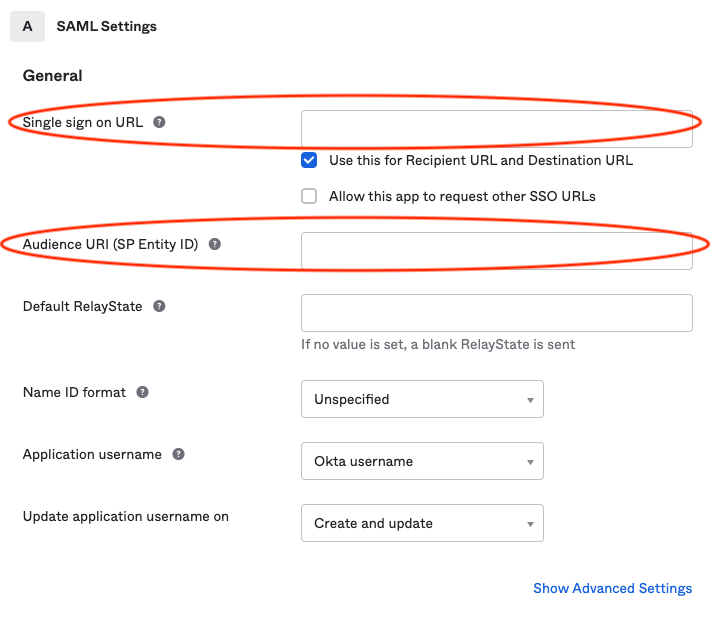 A SAML Settings
General
Single sign on URL ?
Use this for Recipient URL and Destination URL
Allow this app to request other SSO URLs
Audience URI (SP Entity ID) ?
Default RelayState ?
If no value is set, a blank RelayState is sent
Name ID format ? Unspecified
Application username ? Okta username
Update application username on Create and update
Show Advanced Settings